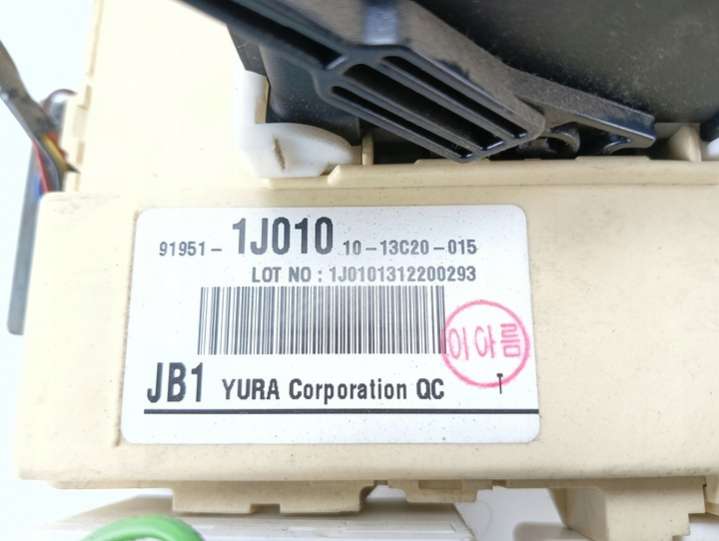 91951- 1J010 10-13C20-015
LOT NO : 1J0101312200293
이아름
JB1 YURA Corporation QC T